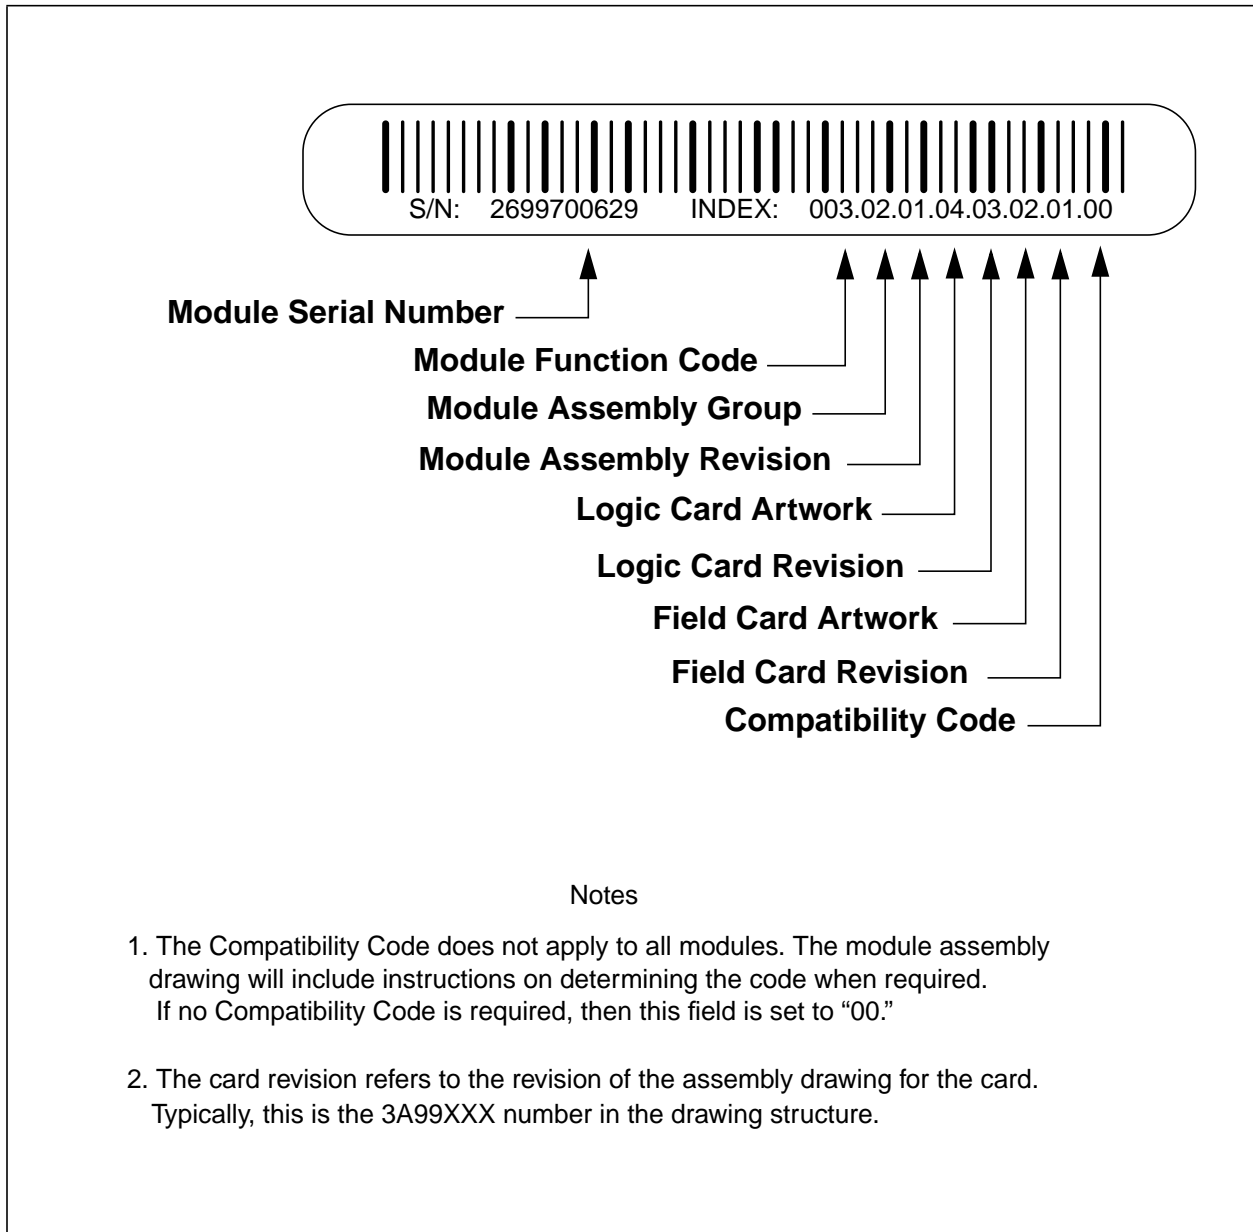 S/N: 2699700629 INDEX: 003.02.01.04.03.02.01.00
Module Serial Number
Module Function Code
Module Assembly Group
Module Assembly Revision
Logic Card Artwork
Logic Card Revision
Field Card Artwork
Field Card Revision
Compatibility Code
Notes
1. The Compatibility Code does not apply to all modules. The module assembly
drawing will include instructions on determining the code when required.
If no Compatibility Code is required, then this field is set to “00.”
2. The card revision refers to the revision of the assembly drawing for the card.
Typically, this is the 3A99XXX number in the drawing structure.